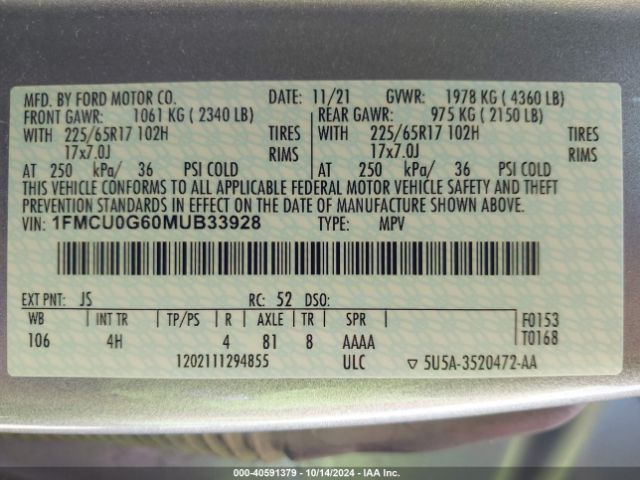 MFD. BY FORD MOTOR CO. DATE: 11/21 GVWR: 1978 KG ( 4360 LB)
FRONT GAWR: 1061 KG ( 2340 LB) REAR GAWR: 975 KG ( 2150 LB)
WITH 225/65R17 102H TIRES WITH 225/65R17 102H TIRES
17x7.0J RIMS 17x7.0J RIMS
AT 250 kPa/ 36 PSI COLD AT 250 kPa/ 36 PSI COLD
THIS VEHICLE CONFORMS TO ALL APPLICABLE FEDERAL MOTOR VEHICLE SAFETY AND THEFT
PREVENTION STANDARDS IN EFFECT ON THE DATE OF MANUFACTURE SHOWN ABOVE.
VIN: 1FMCU0G60MUB33928 TYPE: MPV
EXT PNT: JS RC: 52 DSO:
WB INT TR TP/PS R AXLE TR SPR F0153
106 4H 4 81 8 AAAA T0168
1202111294855 ULC ▽ 5U5A-3520472-AA
000-40591379 | 10/14/2024 | IAA Inc.